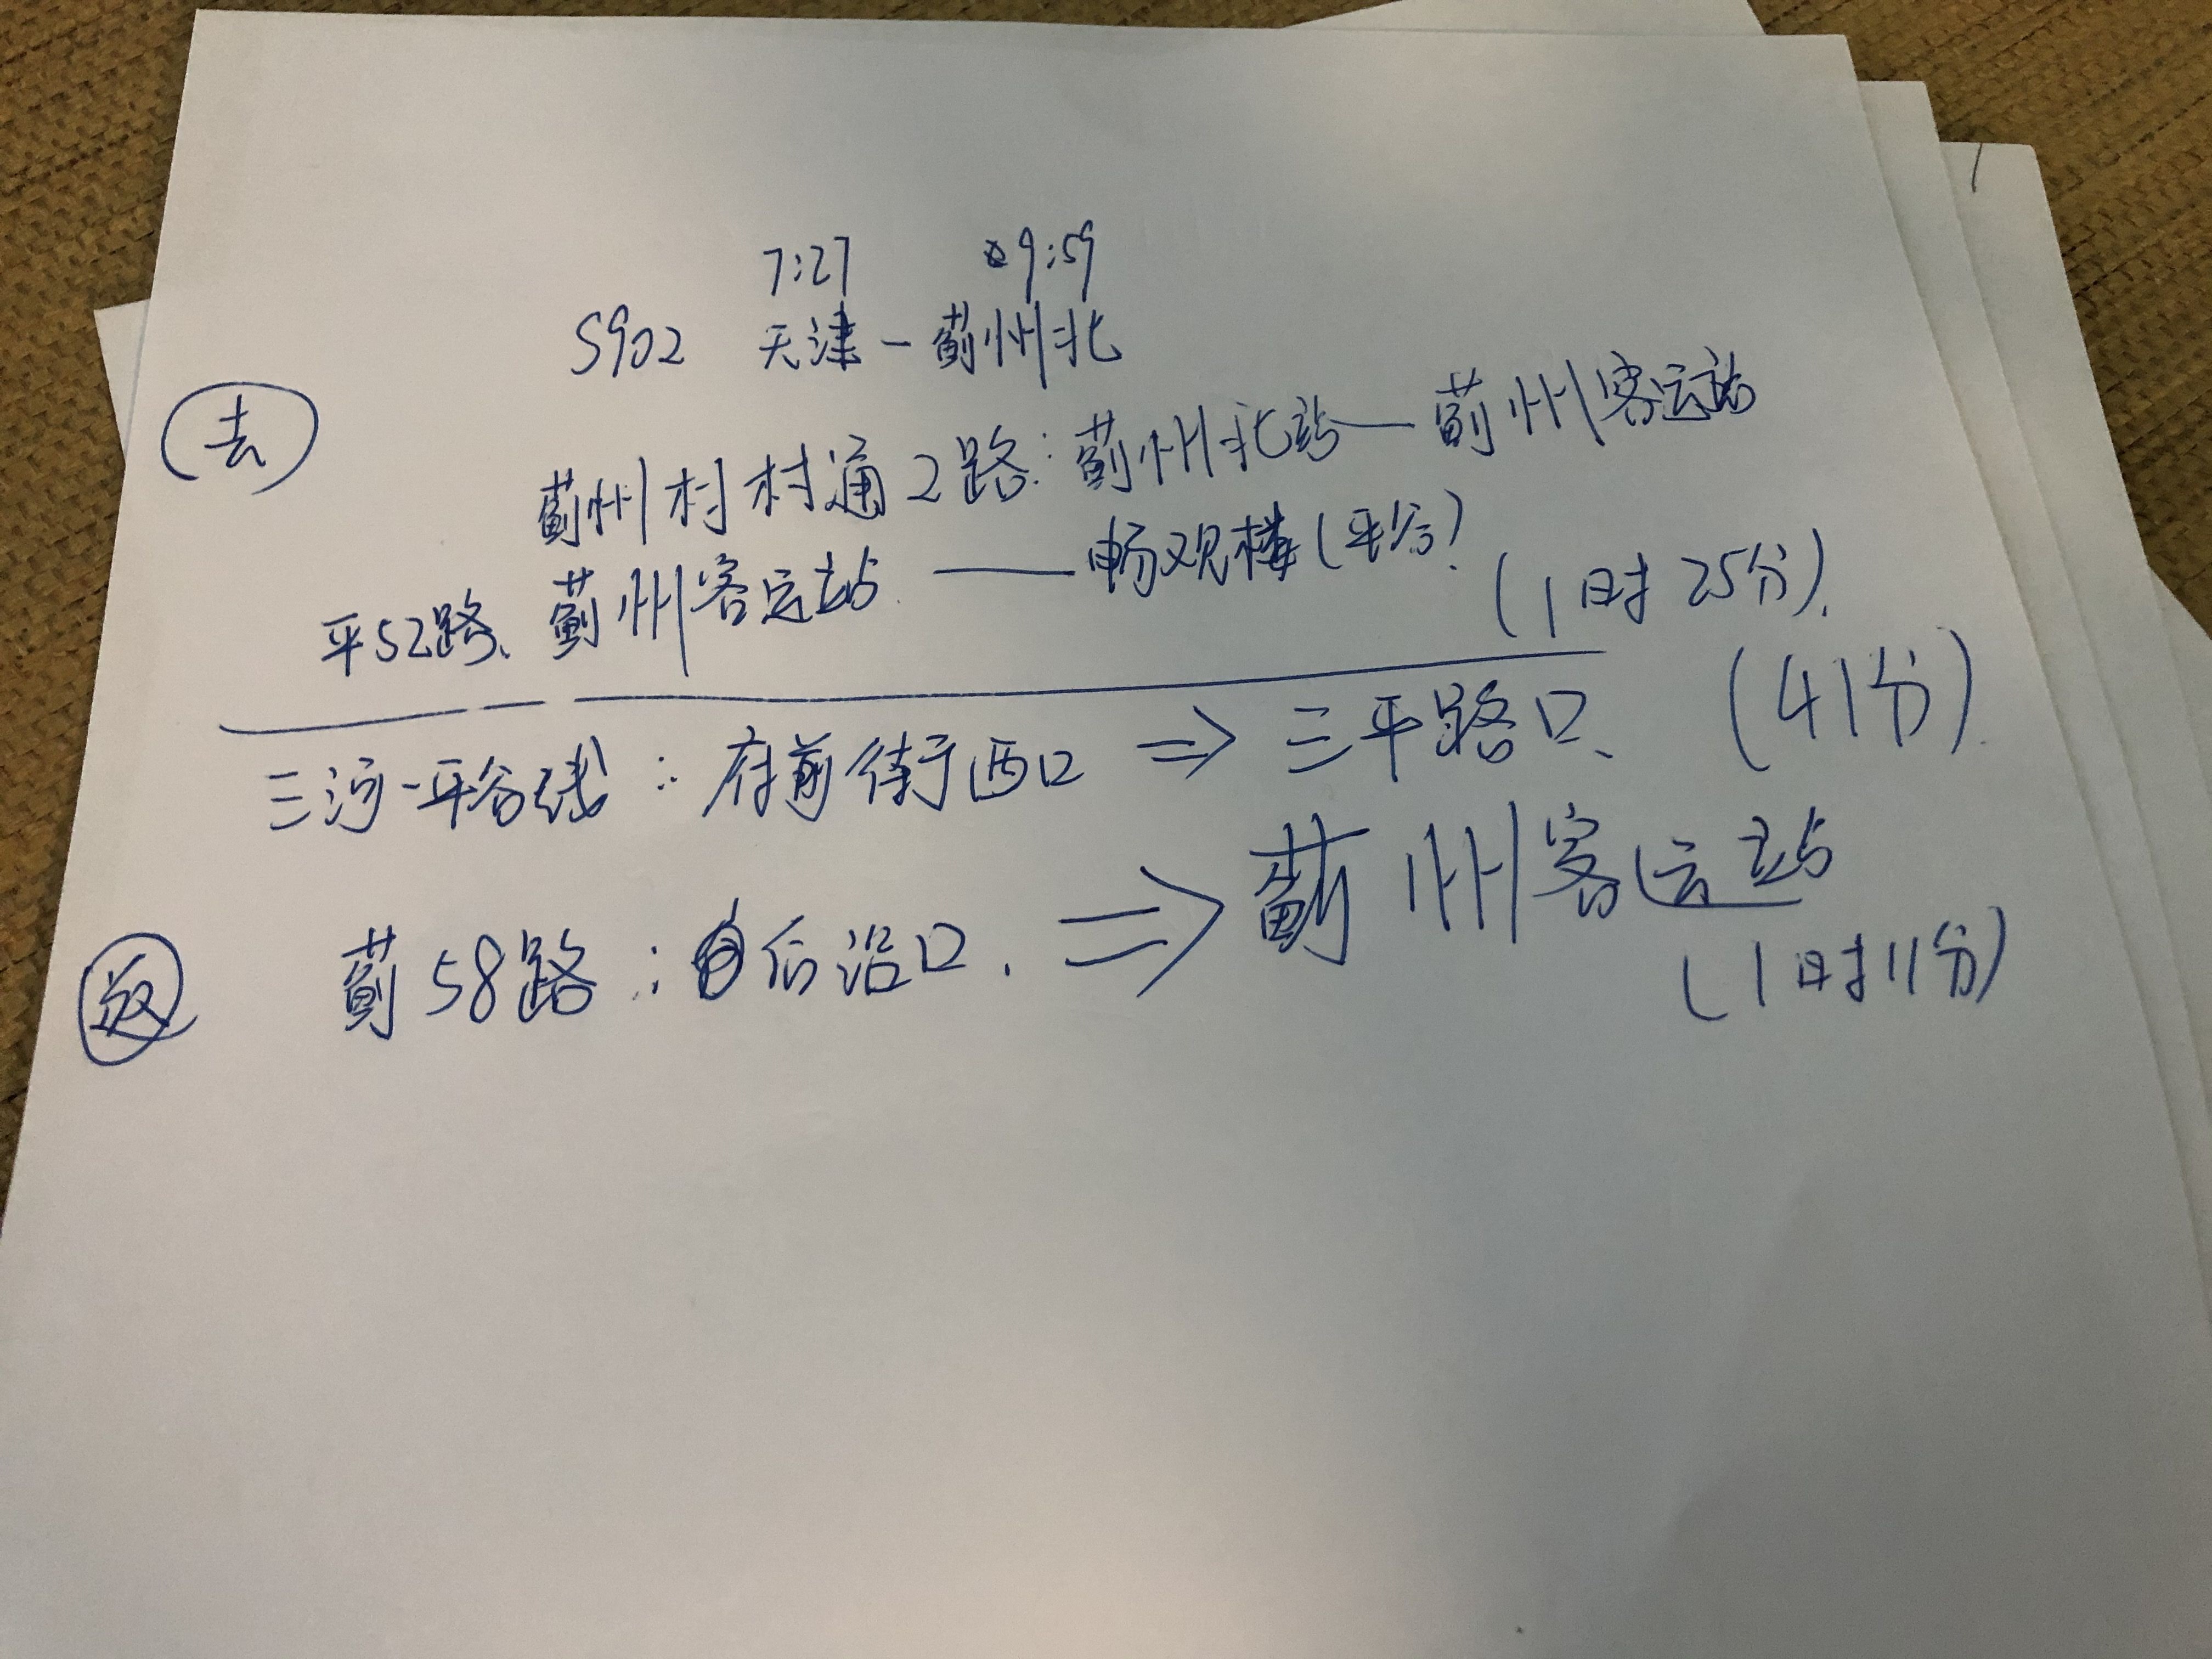 7:27 9:59
S902 天津-蓟州北
去
蓟州村村通2路:蓟州北站—蓟州客运站
平52路、蓟州客运站——畅观楼(平谷)
(1时25分).
三河-平谷线:府前街西口⇒三平路口、(41分).
返
蓟58路:后沿口.⇒蓟州客运站
(1时11分)